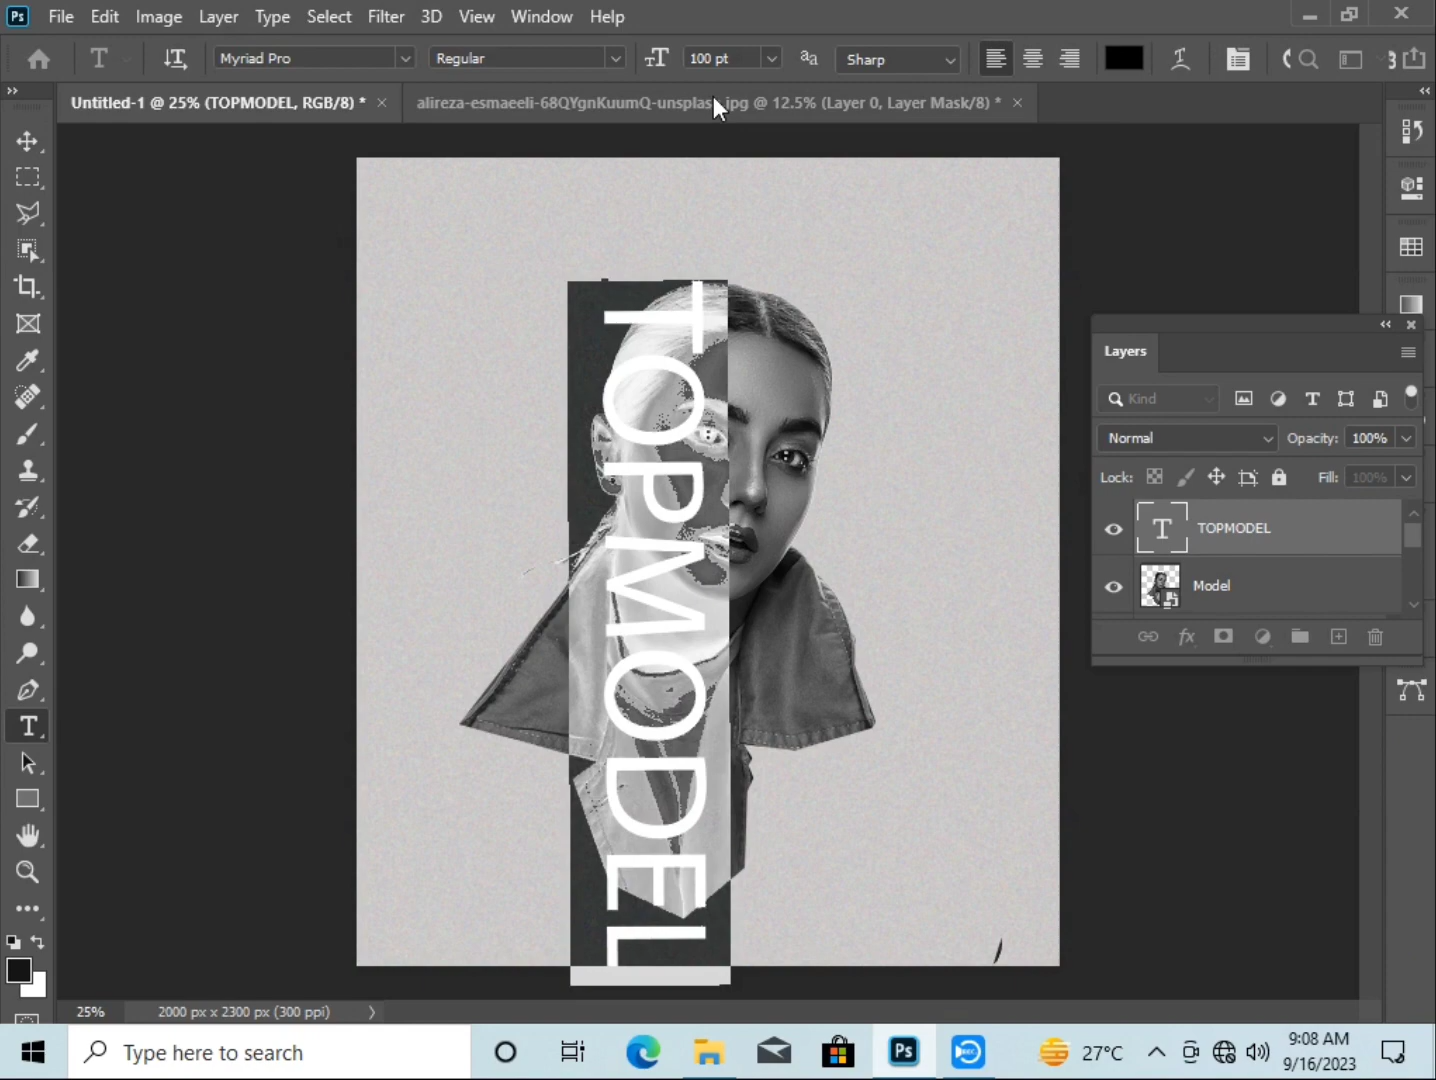 Ps File Edit Image Layer Type Select Filter 3D View Window Help
T Myriad Pro Regular 100 pt aa Sharp
Untitled-1 @ 25% (TOPMODEL, RGB/8) * alireza-esmaeeli-68QYgnKuumQ-unsplash.jpg @ 12.5% (Layer 0, Layer Mask/8) *
TOPMODEL
Layers
Kind
Normal Opacity: 100%
Lock: Fill: 100%
T TOPMODEL
Model
25% 2000 px x 2300 px (300 ppi)
Type here to search
Ps
REC
27°C
9:08 AM
9/16/2023